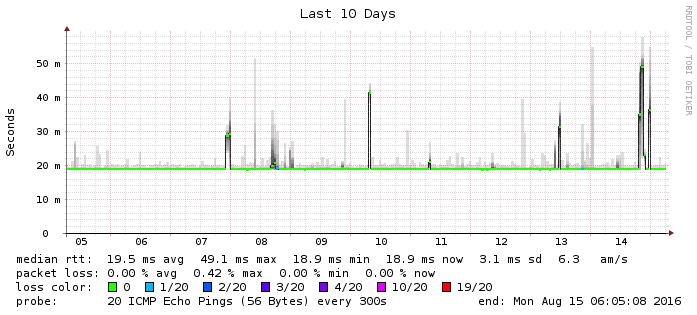 Last 10 Days
RRDTOOL / TOBI OETIKER
Seconds
50 m
40 m
30 m
20 m
10 m
0
05 06 07 08 09 10 11 12 13 14
median rtt: 19.5 ms avg 49.1 ms max 18.9 ms min 18.9 ms now 3.1 ms sd 6.3 am/s
packet loss: 0.00 % avg 0.42 % max 0.00 % min 0.00 % now
loss color: 0 1/20 2/20 3/20 4/20 10/20 19/20
probe: 20 ICMP Echo Pings (56 Bytes) every 300s end: Mon Aug 15 06:05:08 2016